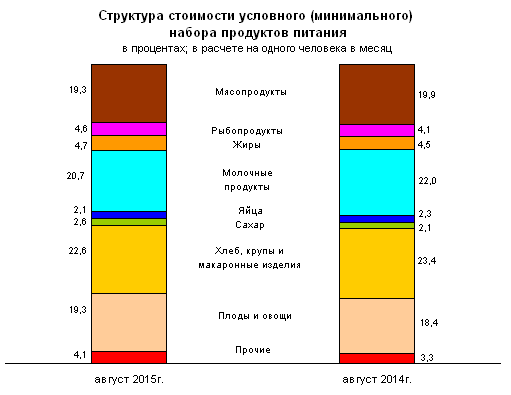 Структура стоимости условного (минимального)
набора продуктов питания
в процентах; в расчете на одного человека в месяц
19,3 Масопродукты 19,9
4,6 Рыбопродукты 4,1
4,7 Жиры 4,5
20,7 Молочные 22,0
продукты
2,1 Яйца 2,3
2,6 Сахар 2,1
22,6 Хлеб, крупы и 23,4
макаронные изделия
19,3 Плоды и овощи 18,4
4,1 Прочие 3,3
август 2015г. август 2014г.